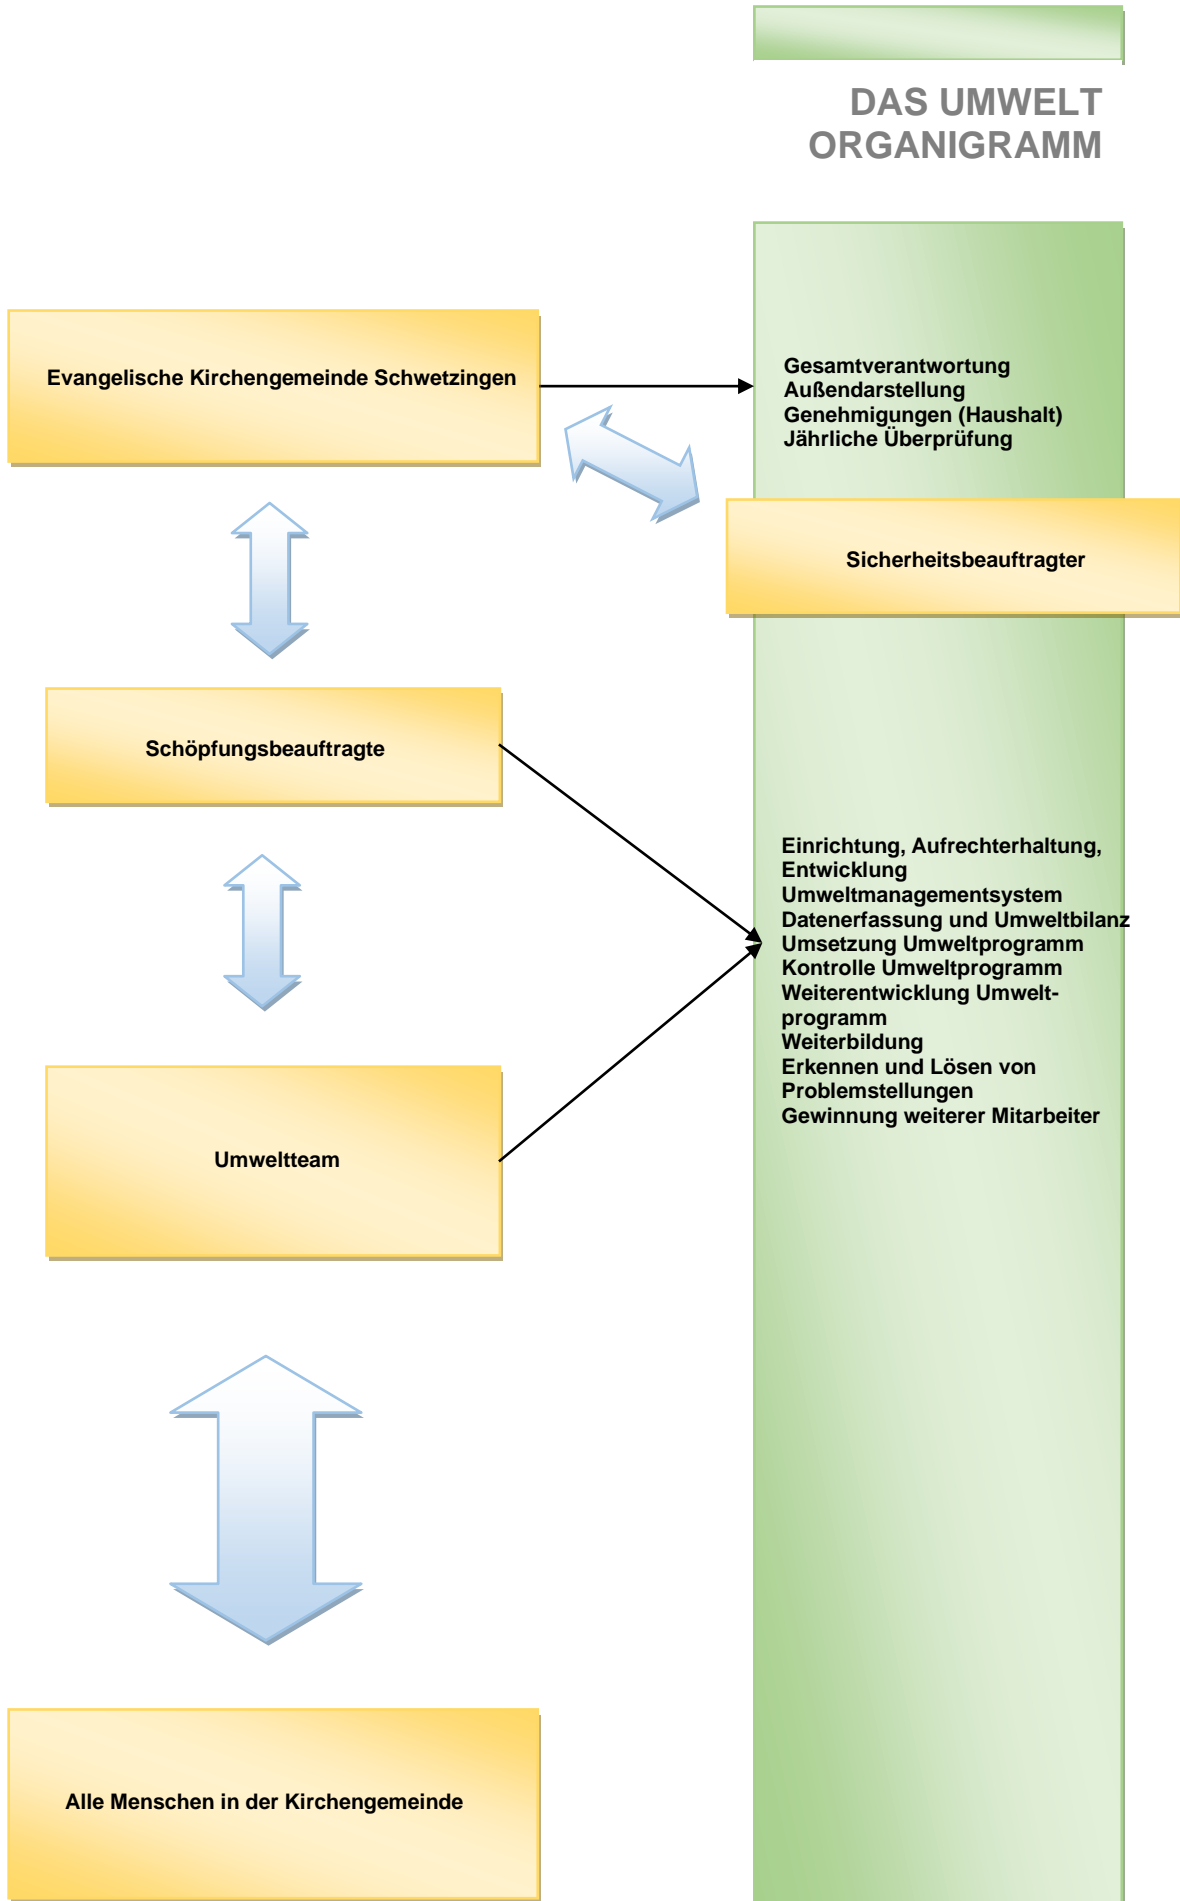 DAS UMWELT
ORGANIGRAMM
Evangelische Kirchengemeinde Schwetzingen
Gesamtverantwortung
Außendarstellung
Genehmigungen (Haushalt)
Jährliche Überprüfung
Sicherheitsbeauftragter
Schöpfungsbeauftragte
Einrichtung, Aufrechterhaltung,
Entwicklung
Umweltmanagementsystem
Datenerfassung und Umweltbilanz
Umsetzung Umweltprogramm
Kontrolle Umweltprogramm
Weiterentwicklung Umwelt-
programm
Weiterbildung
Erkennen und Lösen von
Problemstellungen
Gewinnung weiterer Mitarbeiter
Umweltteam
Alle Menschen in der Kirchengemeinde